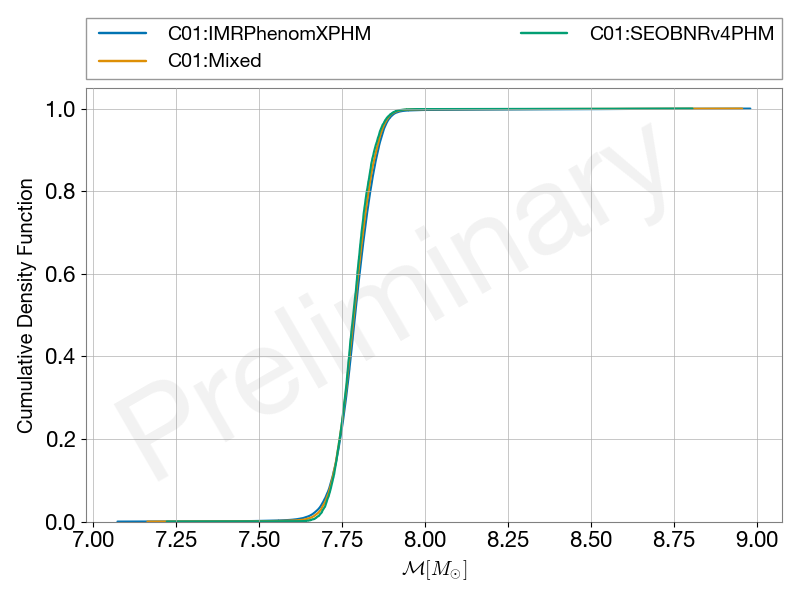 C01:IMRPhenomXPHM
C01:Mixed
C01:SEOBNRv4PHM
1.0
0.8
0.6
0.4
0.2
0.0
Cumulative Density Function
Preliminary
7.00 7.25 7.50 7.75 8.00 8.25 8.50 8.75 9.00
ℳ[M⊙]